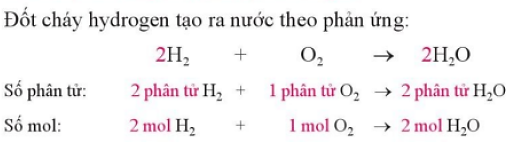 Đốt cháy hydrogen tạo ra nước theo phản ứng:
2H₂ + O₂ → 2H₂O
Số phân tử: 2 phân tử H₂ + 1 phân tử O₂ → 2 phân tử H₂O
Số mol: 2 mol H₂ + 1 mol O₂ → 2 mol H₂O